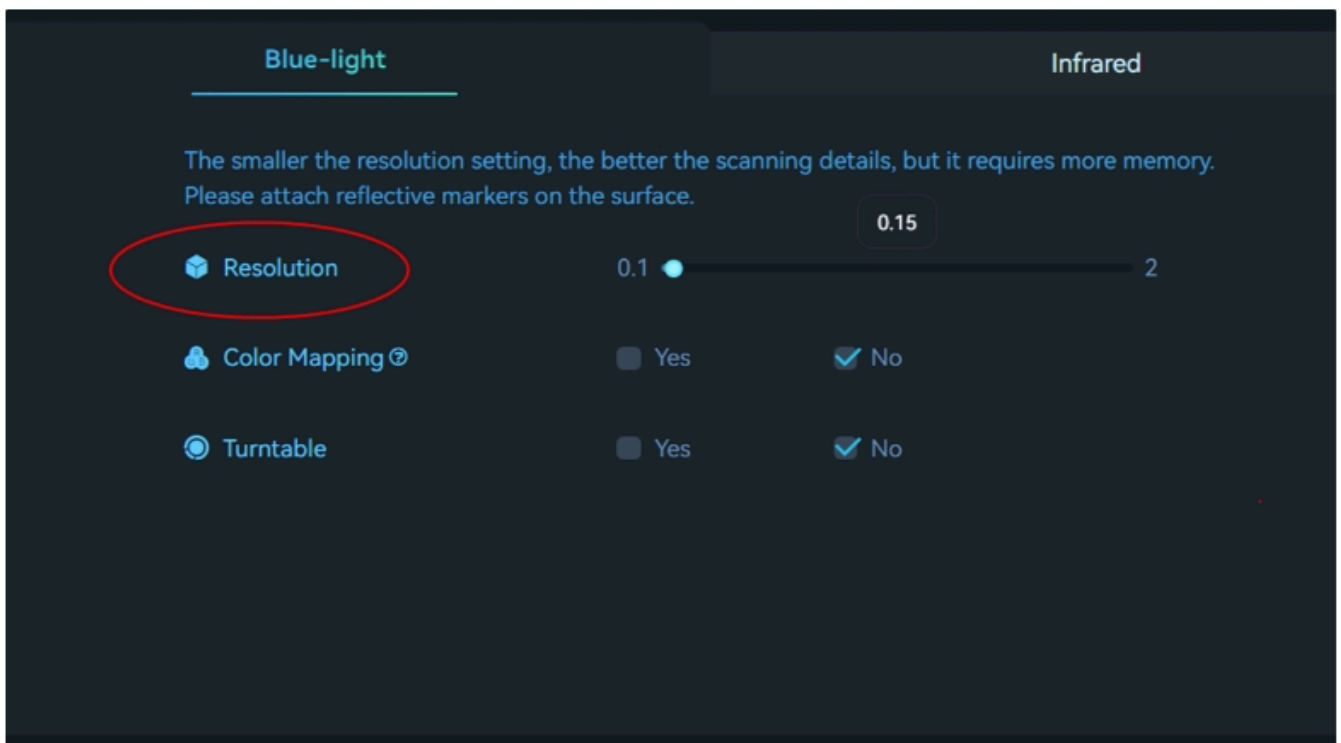 Blue-light
Infrared
The smaller the resolution setting, the better the scanning details, but it requires more memory.
Please attach reflective markers on the surface.
0.15
Resolution 0.1 2
Color Mapping ? Yes No
Turntable Yes No